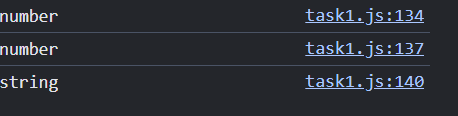 number task1.js:134
number task1.js:137
string task1.js:140